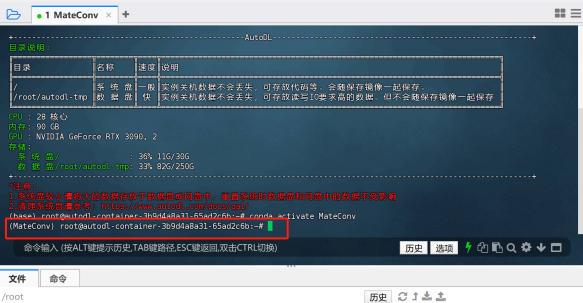 1 MateConv × +
AutoDL
目录说明:
目录 名称 速度 说明
/ 系 统 盘 一般 实例关机数据不会丢失,可存放代码等。会随保存镜像一起保存。
/root/autodl-tmp 数 据 盘 快 实例关机数据不会丢失,可存放读写IO要求高的数据。但不会随保存镜像一起保存
CPU : 28 核心
内存: 90 GB
GPU : NVIDIA GeForce RTX 3090, 2
存储:
系 统 盘/ : 36% 11G/30G
数 据 盘/root/autodl-tmp: 33% 82G/250G
*注意:
1.系统盘较小请将大的数据存放于数据盘或网盘中,重置系统时数据盘和网盘中的数据不受影响
2.清理系统盘请参考: https://www.autodl.com/docs/qa1/
(base) root@autodl-container-3b9d4a8a31-65ad2c6b:~# conda activate MateConv
(MateConv) root@autodl-container-3b9d4a8a31-65ad2c6b:~#
命令输入 (按ALT键提示历史,TAB键路径,ESC键返回,双击CTRL切换) 历史 选项
文件 命令
/root 历史